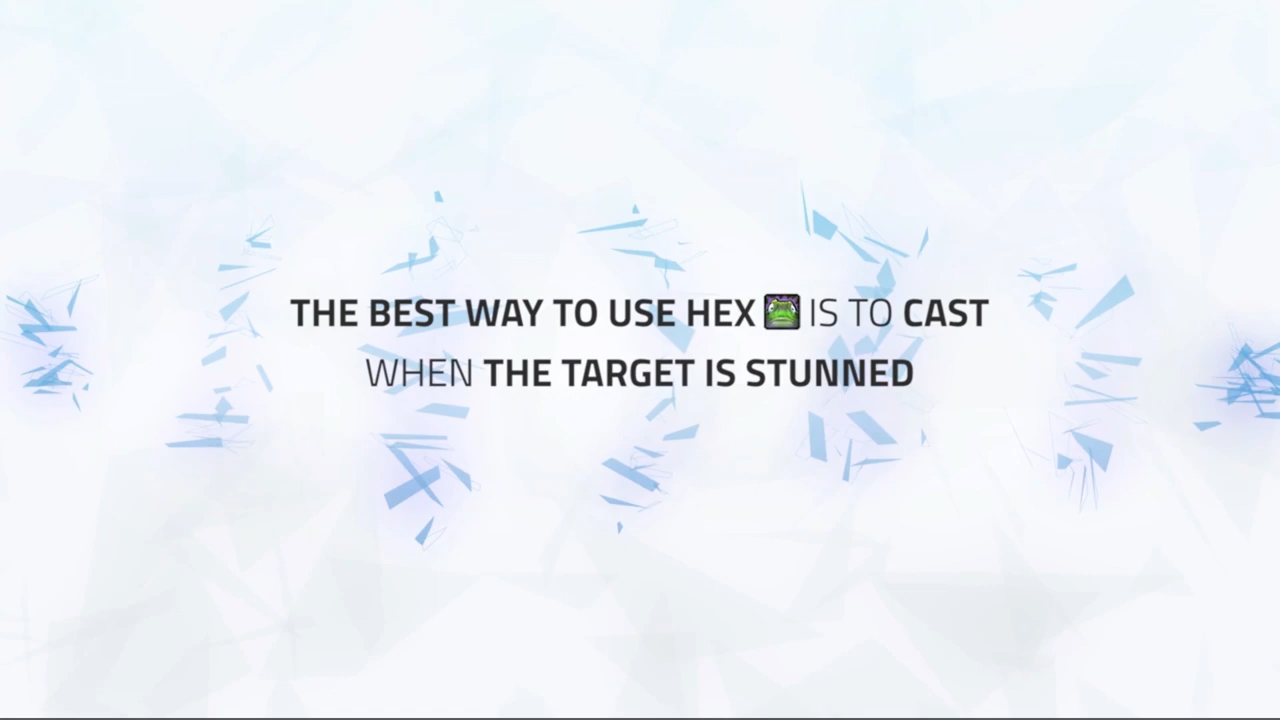 THE BEST WAY TO USE HEX IS TO CAST
WHEN THE TARGET IS STUNNED